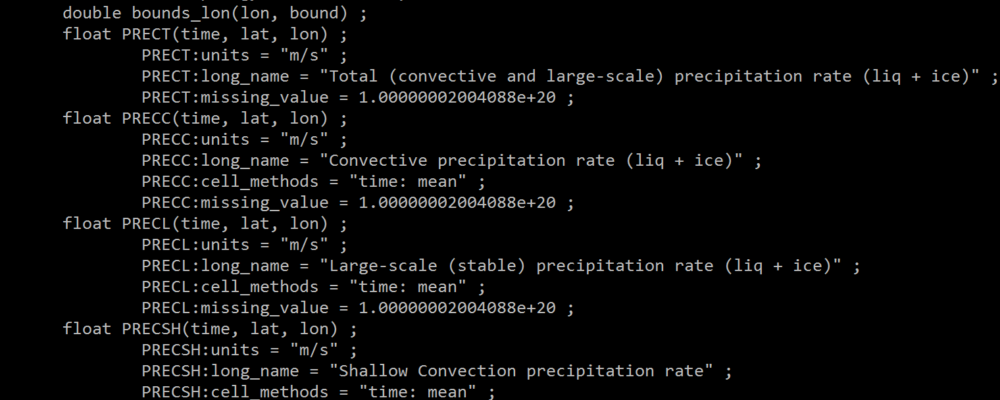 double bounds_lon(lon, bound) ;
float PRECT(time, lat, lon) ;
PRECT:units = "m/s" ;
PRECT:long_name = "Total (convective and large-scale) precipitation rate (liq + ice)" ;
PRECT:missing_value = 1.00000002004088e+20 ;
float PRECC(time, lat, lon) ;
PRECC:units = "m/s" ;
PRECC:long_name = "Convective precipitation rate (liq + ice)" ;
PRECC:cell_methods = "time: mean" ;
PRECC:missing_value = 1.00000002004088e+20 ;
float PRECL(time, lat, lon) ;
PRECL:units = "m/s" ;
PRECL:long_name = "Large-scale (stable) precipitation rate (liq + ice)" ;
PRECL:cell_methods = "time: mean" ;
PRECL:missing_value = 1.00000002004088e+20 ;
float PRECSH(time, lat, lon) ;
PRECSH:units = "m/s" ;
PRECSH:long_name = "Shallow Convection precipitation rate" ;
PRECSH:cell_methods = "time: mean" ;